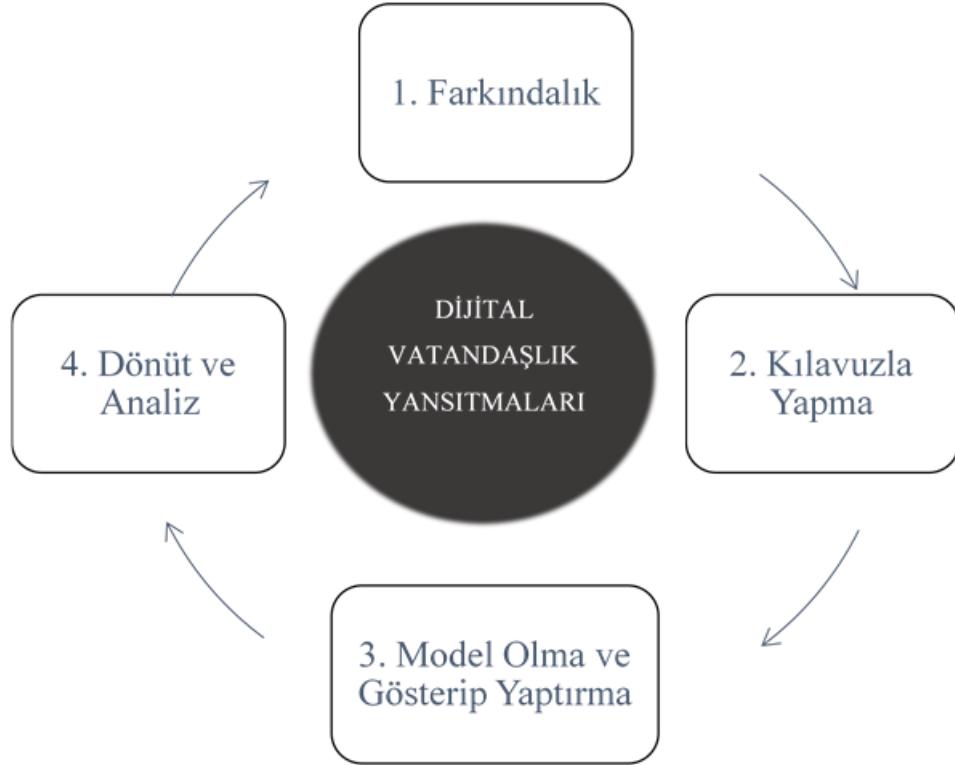 1. Farkındalık
DİJİTAL
VATANDAŞLIK
YANSITMALARI
4. Dönüt ve
Analiz
2. Kılavuzla
Yapma
3. Model Olma ve
Gösterip Yaptırma